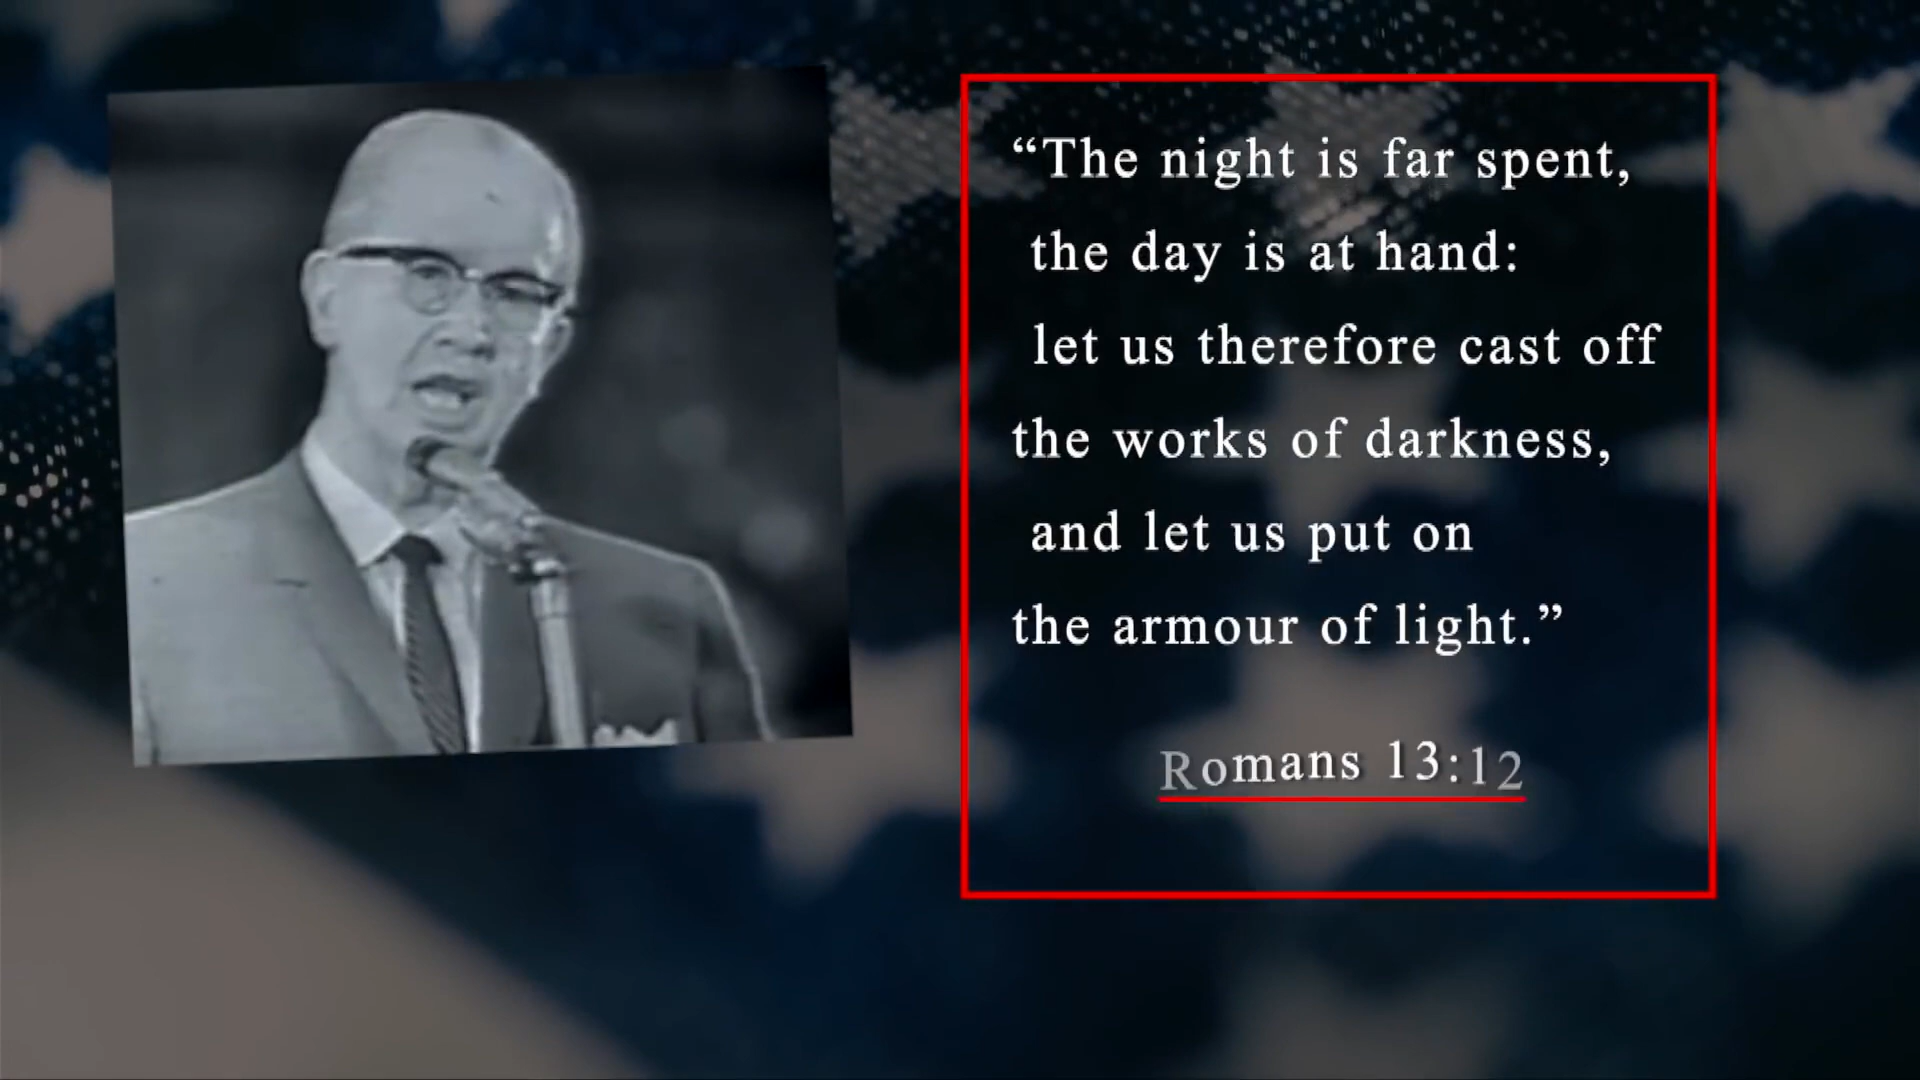 “The night is far spent,
the day is at hand:
let us therefore cast off
the works of darkness,
and let us put on
the armour of light.”
Romans 13:12